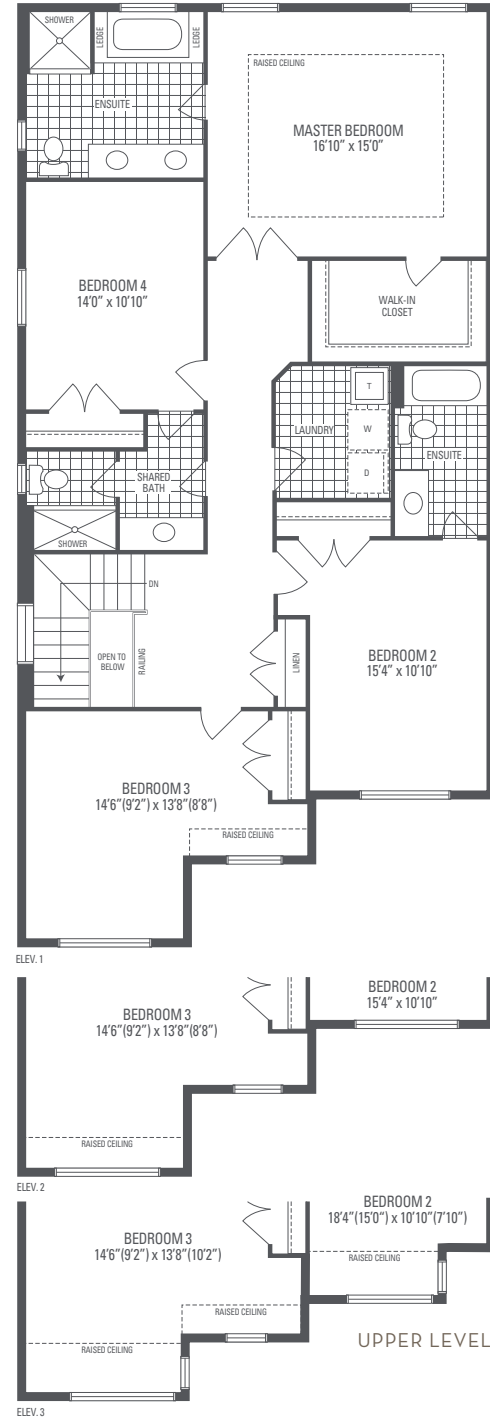 SHOWER
LEDGE
LEDGE
ENSUITE
RAISED CEILING
MASTER BEDROOM
16'10" x 15'0"
BEDROOM 4
14'0" x 10'10"
WALK-IN
CLOSET
T
LAUNDRY
W
D
ENSUITE
SHARED
BATH
SHOWER
DN
OPEN TO
BELOW
RAILING
LINEN
BEDROOM 2
15'4" x 10'10"
BEDROOM 3
14'6"(9'2") x 13'8"(8'8")
RAISED CEILING
ELEV. 1
BEDROOM 2
15'4" x 10'10"
BEDROOM 3
14'6"(9'2") x 13'8"(8'8")
RAISED CEILING
ELEV. 2
BEDROOM 2
18'4"(15'0") x 10'10"(7'10")
RAISED CEILING
BEDROOM 3
14'6"(9'2") x 13'8"(10'2")
RAISED CEILING
RAISED CEILING
UPPER LEVEL
ELEV. 3